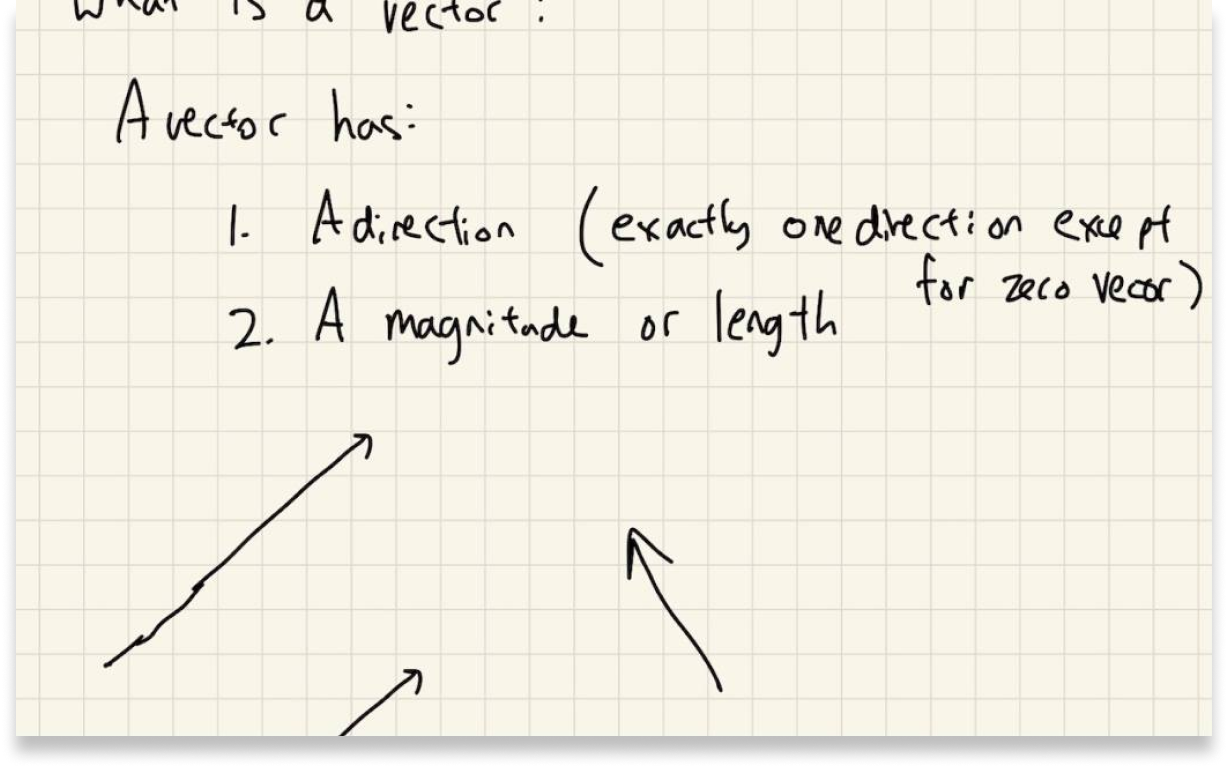 What is a vector?
A vector has:
1. A direction (exactly one direction except
for zero vecor)
2. A magnitude or length